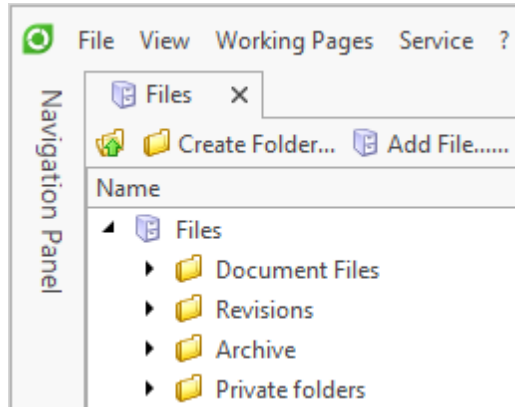 File View Working Pages Service ?
Navigation Panel
Files
Create Folder... Add File......
Name
Files
Document Files
Revisions
Archive
Private folders